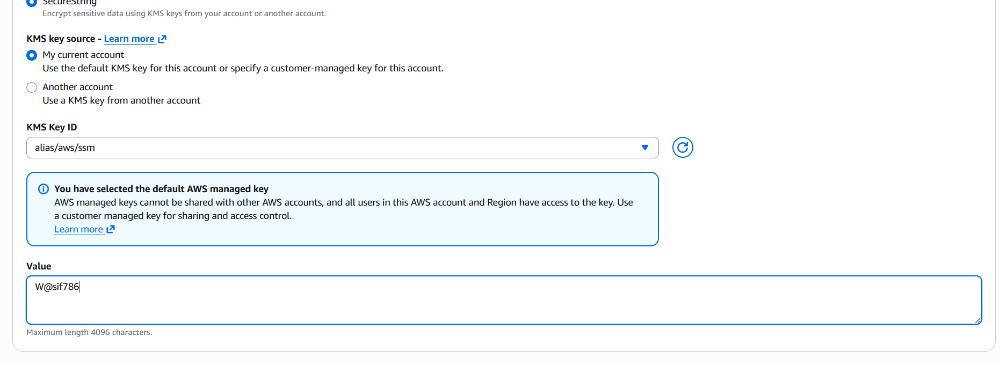 SecureString
Encrypt sensitive data using KMS keys from your account or another account.
KMS key source - Learn more
My current account
Use the default KMS key for this account or specify a customer-managed key for this account.
Another account
Use a KMS key from another account
KMS Key ID
alias/aws/ssm
You have selected the default AWS managed key
AWS managed keys cannot be shared with other AWS accounts, and all users in this AWS account and Region have access to the key. Use
a customer managed key for sharing and access control.
Learn more
Value
W@sif786
Maximum length 4096 characters.